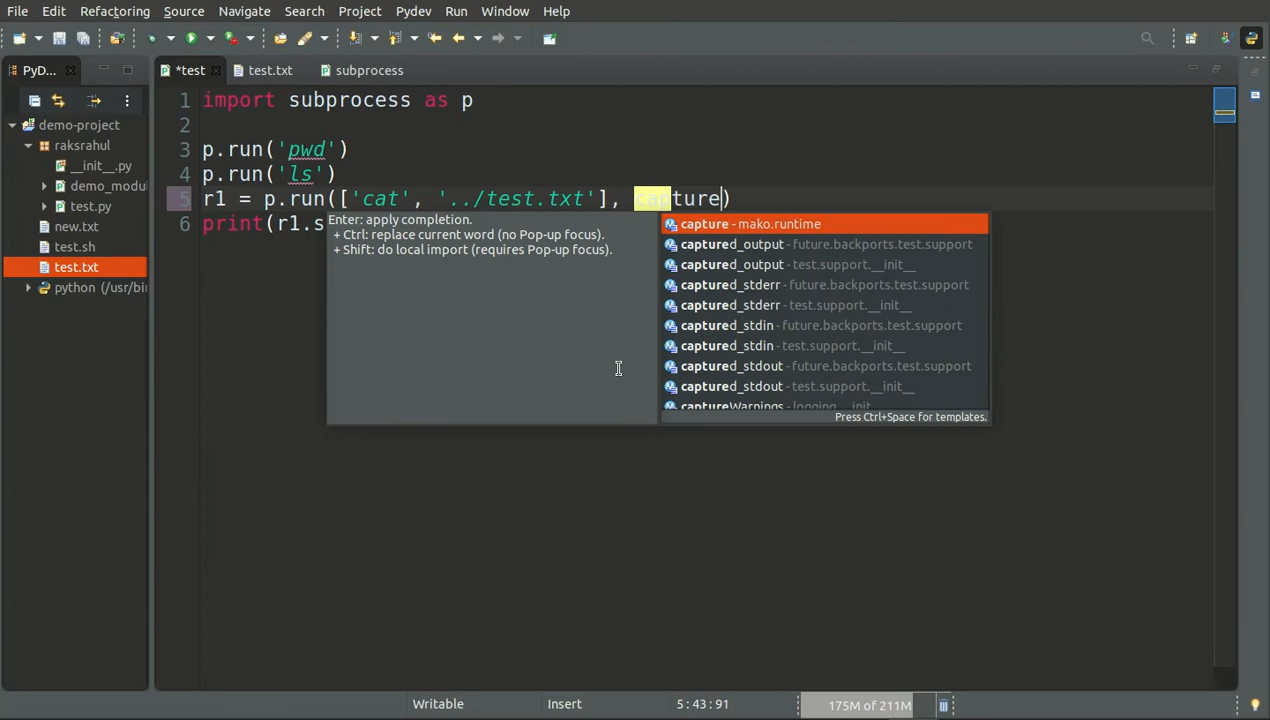 File Edit Refactoring Source Navigate Search Project Pydev Run Window Help
PyD...
*test test.txt subprocess
demo-project
raksrahul
__init__.py
demo_modul
test.py
new.txt
test.sh
test.txt
python (/usr/bin
1 import subprocess as p
2
3 p.run('pwd')
4 p.run('ls')
5 r1 = p.run(['cat', '../test.txt'], capture)
6 print(r1.s
Enter: apply completion.
+ Ctrl: replace current word (no Pop-up focus).
+ Shift: do local import (requires Pop-up focus).
capture - mako.runtime
captured_output - future.backports.test.support
captured_output - test.support.__init__
captured_stderr - future.backports.test.support
captured_stderr - test.support.__init__
captured_stdin - future.backports.test.support
captured_stdin - test.support.__init__
captured_stdout - future.backports.test.support
captured_stdout - test.support.__init__
captureWarnings - logging.__init__
Press Ctrl+Space for templates.
Writable Insert 5:43:91 175M of 211M